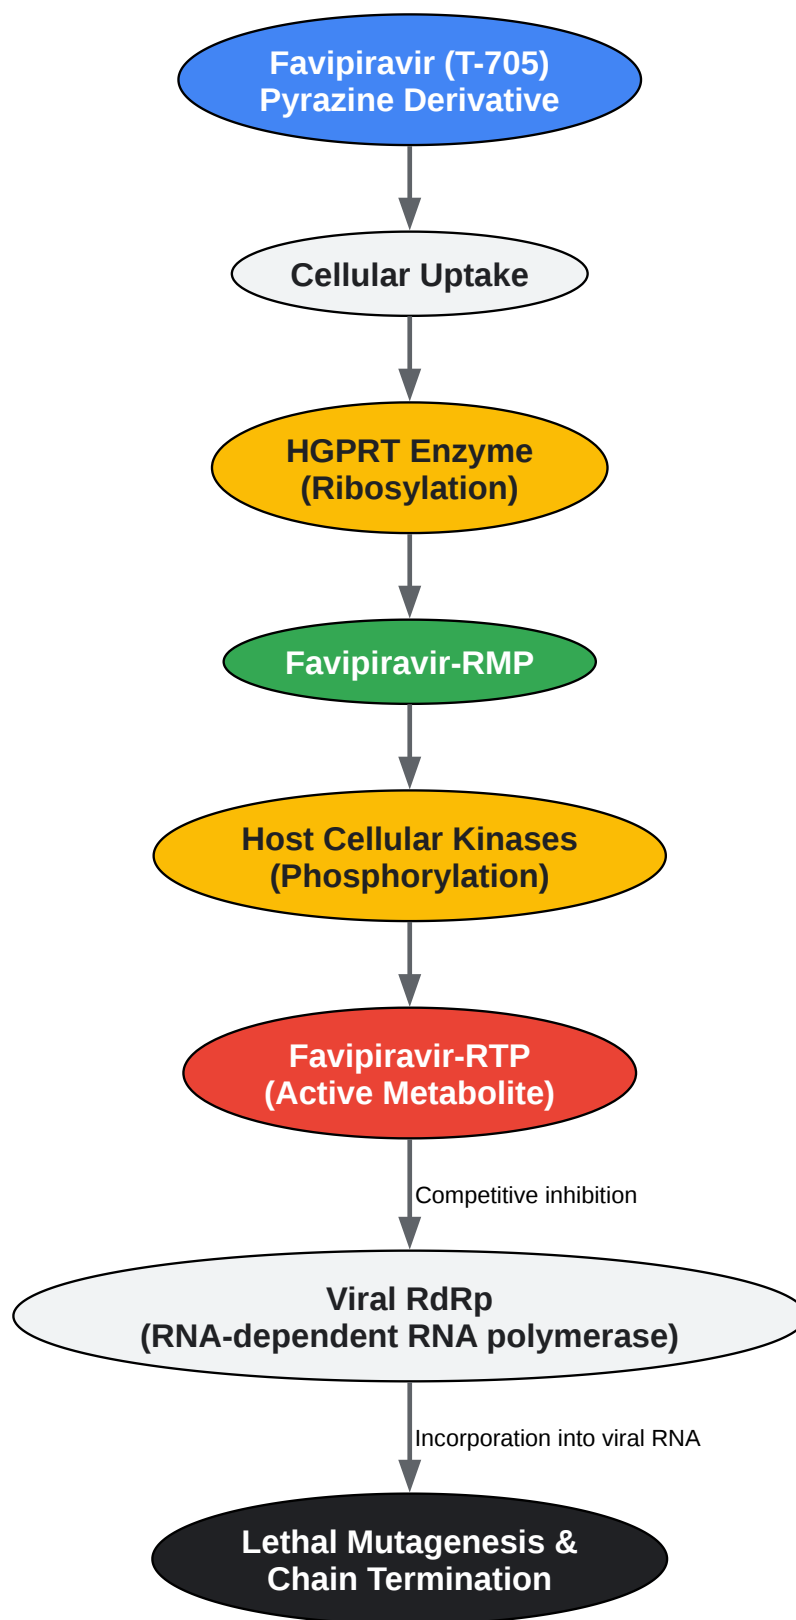 Favipiravir (T-705)
Pyrazine Derivative
Cellular Uptake
HGPRT Enzyme
(Ribosylation)
Favipiravir-RMP
Host Cellular Kinases
(Phosphorylation)
Favipiravir-RTP
(Active Metabolite)
Competitive inhibition
Viral RdRp
(RNA-dependent RNA polymerase)
Incorporation into viral RNA
Lethal Mutagenesis &
Chain Termination